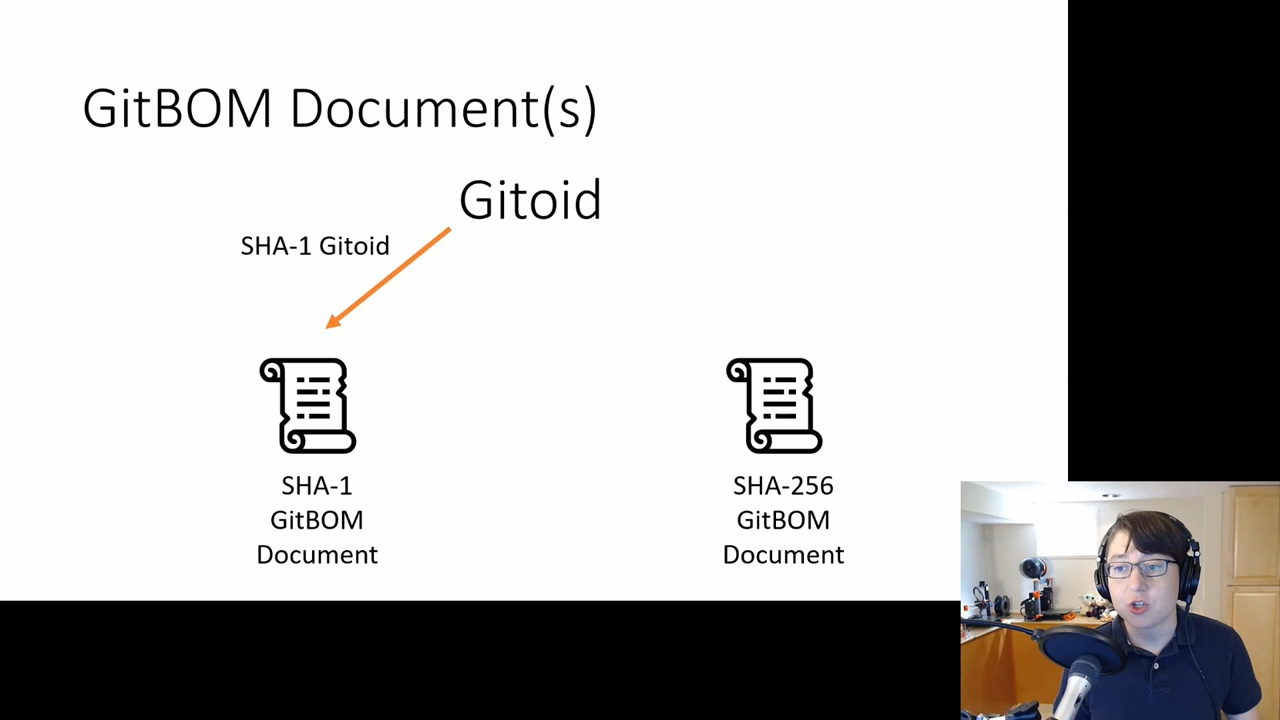 GitBOM Document(s)
Gitoid
SHA-1 Gitoid
SHA-1
GitBOM
Document
SHA-256
GitBOM
Document